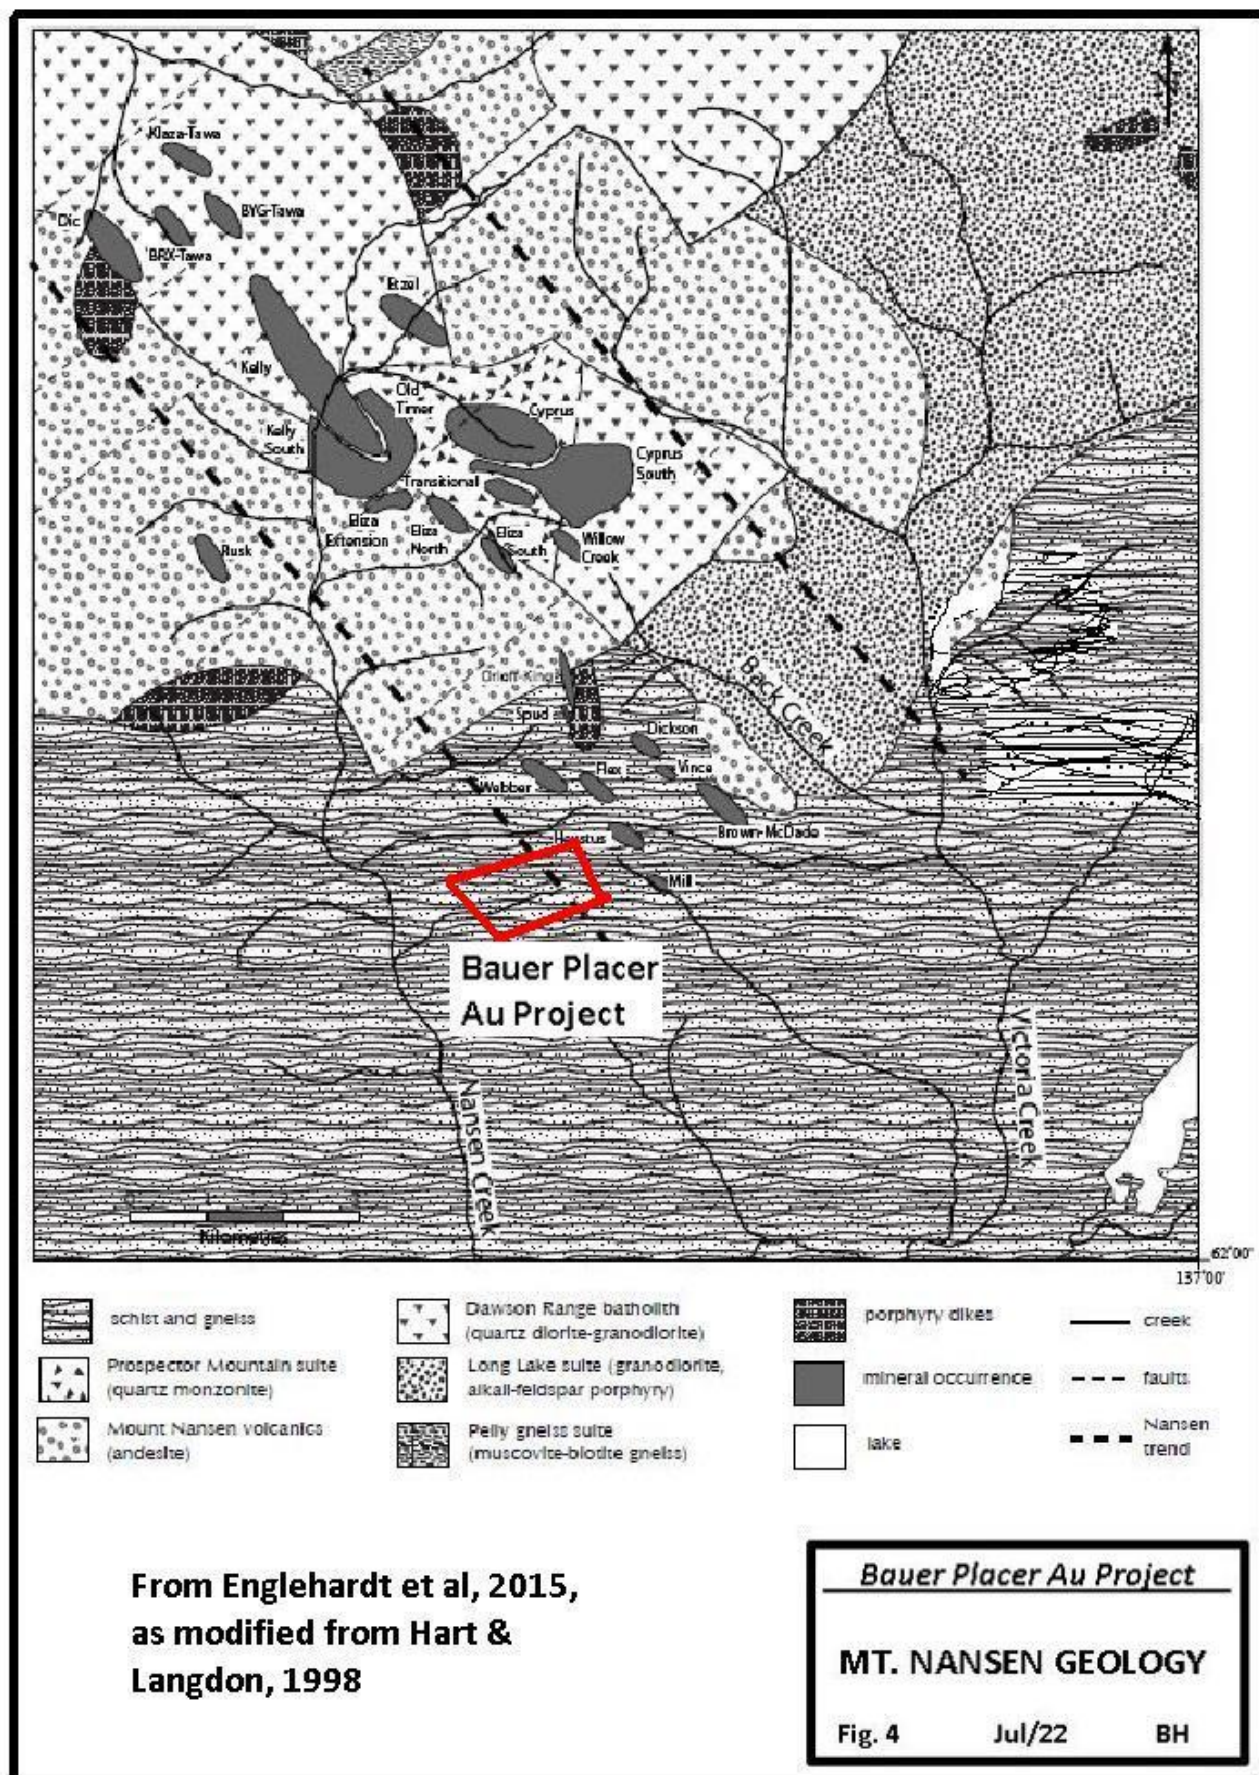 Klaza-Tawa
Dic
BYG-Tawa
BRX-Tawa
Etzel
Kelly
Old
Timer
Cyprus
Kelly
South
Cyprus
South
Transitional
Eliza
Extension
Eliza
North
Eliza
South
Willow
Creek
Rusk
Orloff-King
Back Creek
Spud
Dickson
Vince
Flex
Webber
Brown-McDade
Mill
Bauer Placer
Au Project
Nansen Creek
Victoria Creek
Kilometres
62°00"
137°00'
schist and gneiss
Prospector Mountain suite
(quartz monzonite)
Mount Nansen volcanics
(andesite)
Dawson Range batholith
(quartz diorite-granodiorite)
Long Lake suite (granodiorite,
alkali-feldspar porphyry)
Pelly gneiss suite
(muscovite-biotite gneiss)
porphyry dikes
mineral occurrence
lake
creek
faults
Nansen
trend
From Englehardt et al, 2015,
as modified from Hart &
Langdon, 1998
Bauer Placer Au Project
MT. NANSEN GEOLOGY
Fig. 4 Jul/22 BH